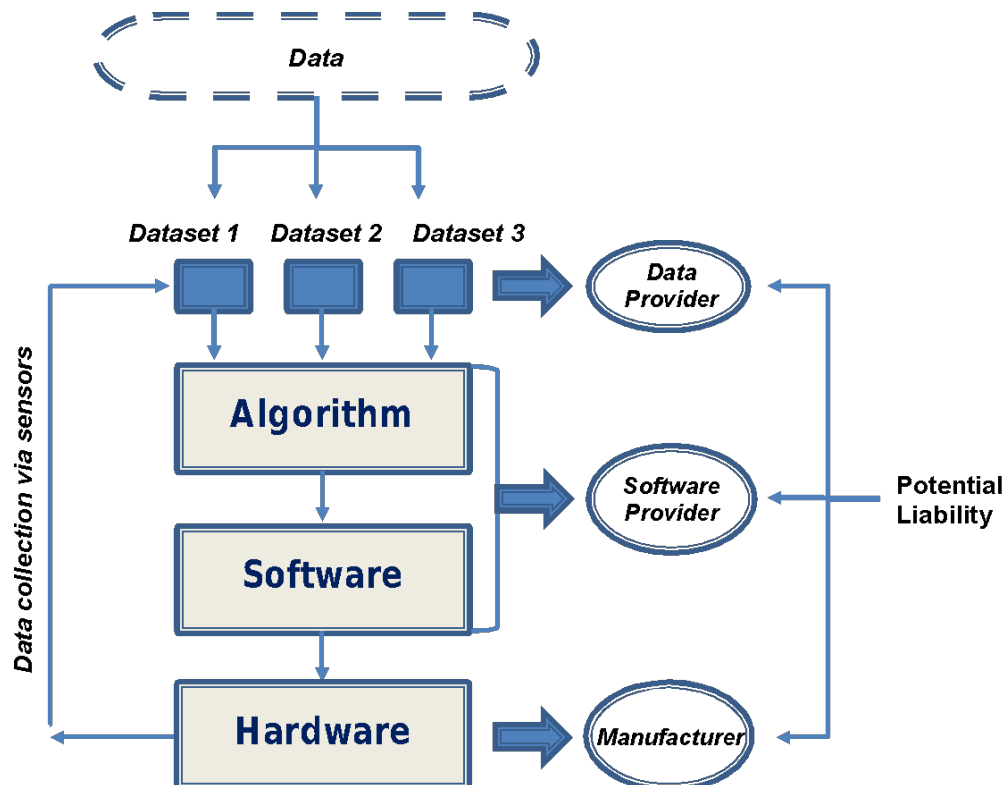 Data
Dataset 1
Dataset 2
Dataset 3
Data
Provider
Algorithm
Software
Provider
Potential
Liability
Software
Hardware
Manufacturer
Data collection via sensors